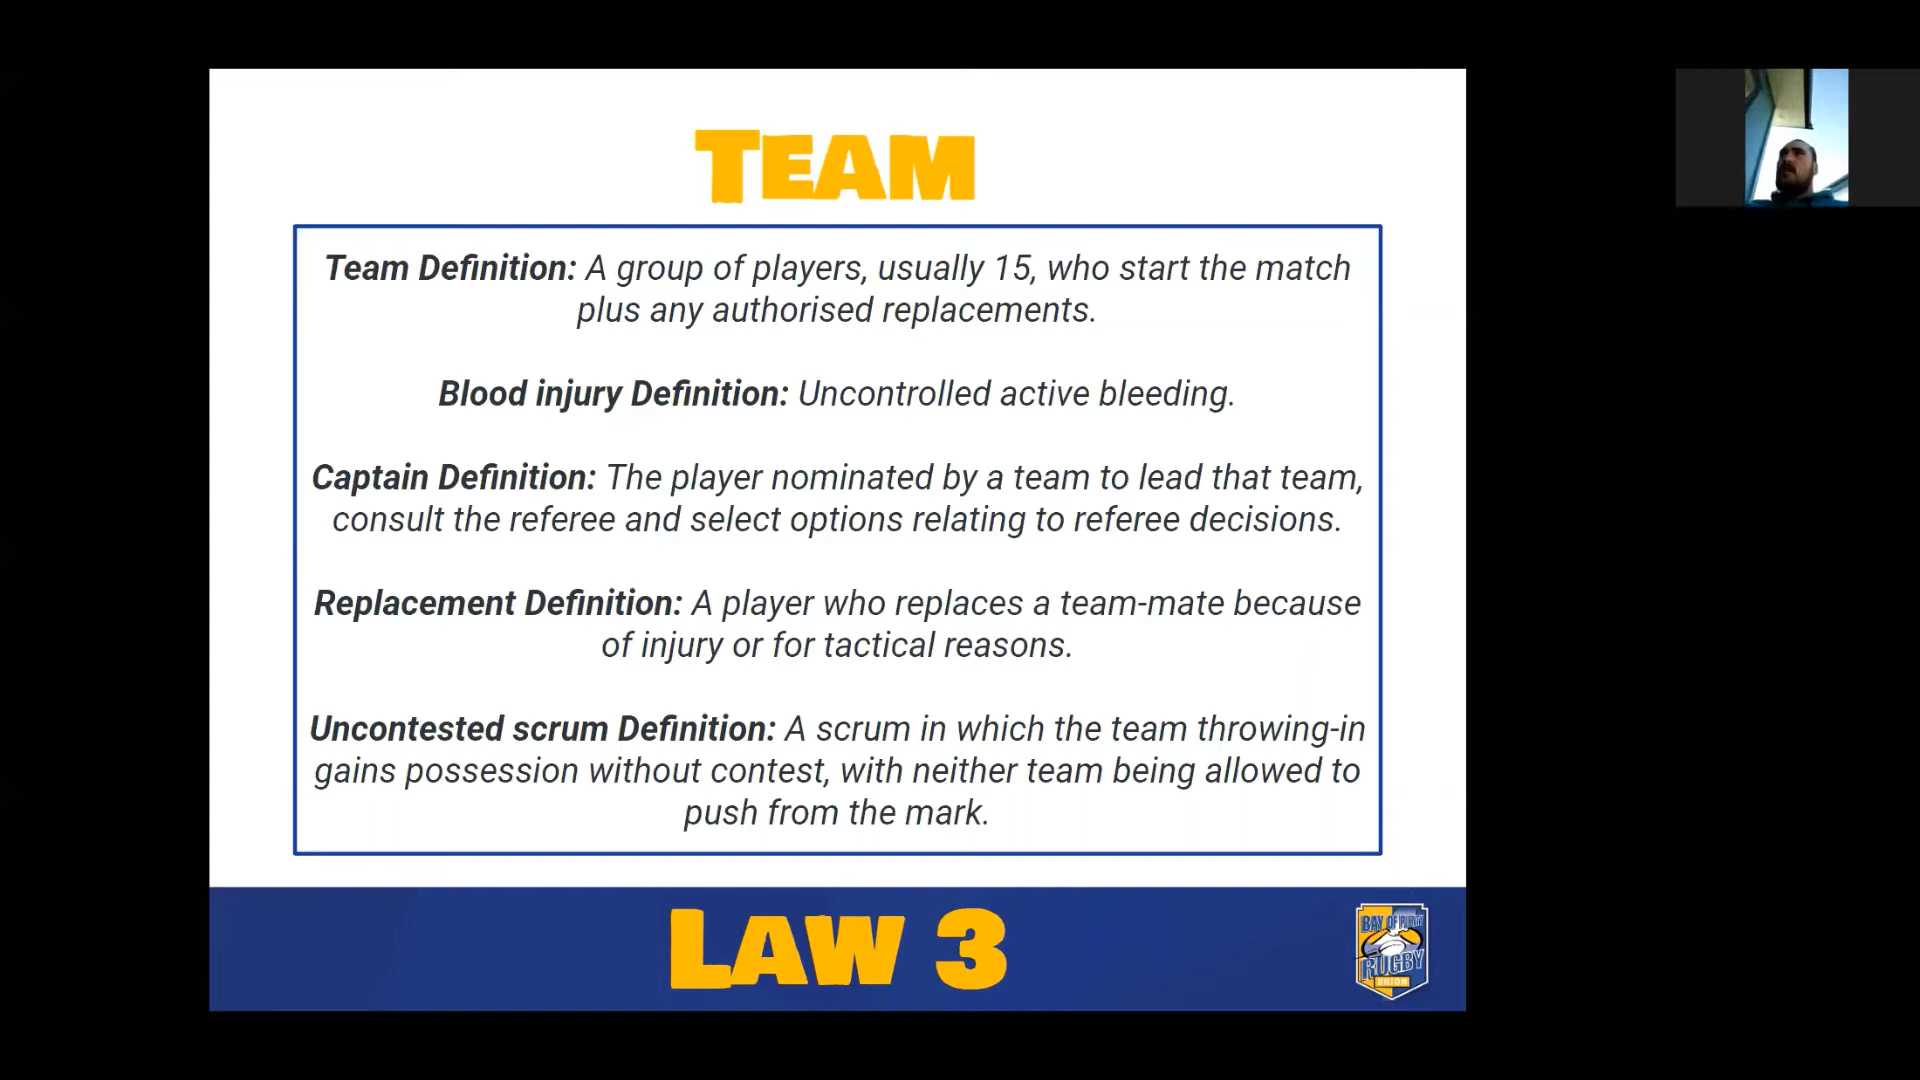 TEAM
Team Definition: A group of players, usually 15, who start the match
plus any authorised replacements.
Blood injury Definition: Uncontrolled active bleeding.
Captain Definition: The player nominated by a team to lead that team,
consult the referee and select options relating to referee decisions.
Replacement Definition: A player who replaces a team-mate because
of injury or for tactical reasons.
Uncontested scrum Definition: A scrum in which the team throwing-in
gains possession without contest, with neither team being allowed to
push from the mark.
LAW 3
BAY OF PLENTY
RUGBY
UNION